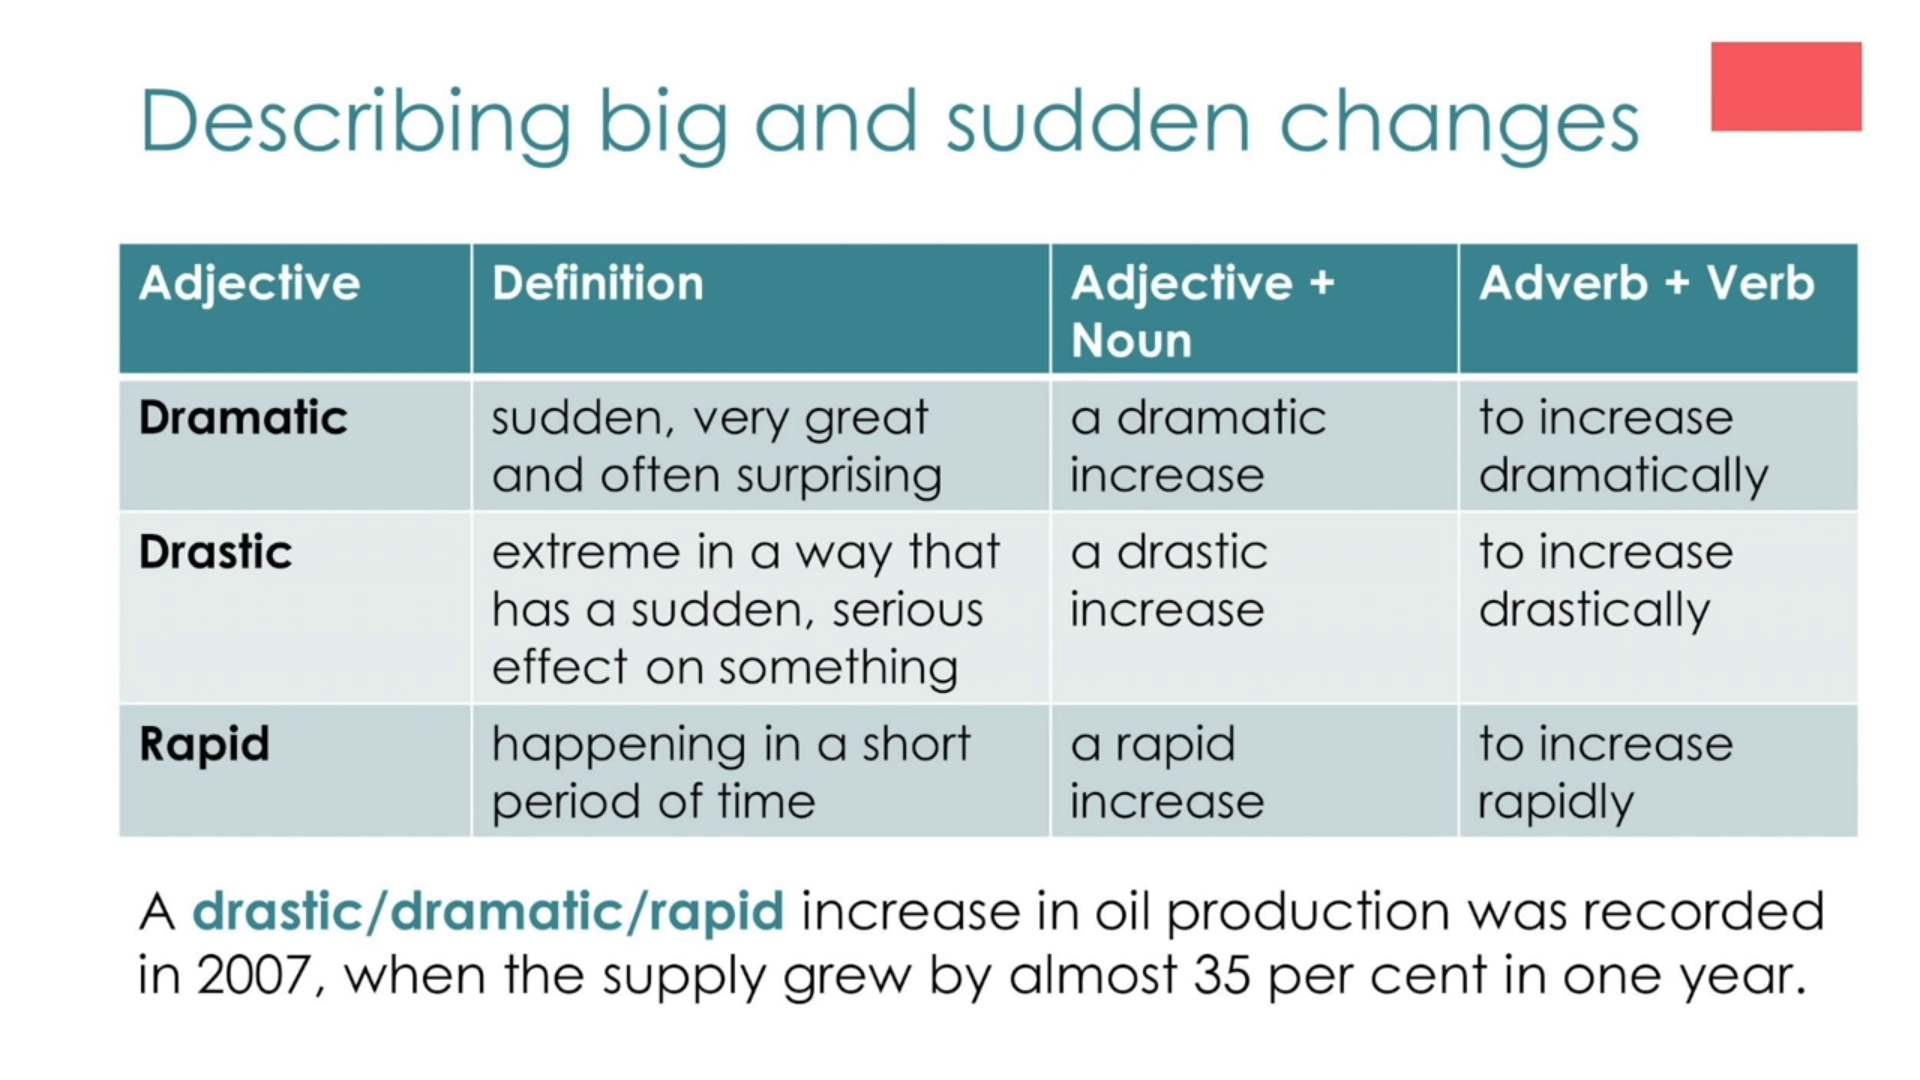 Describing big and sudden changes
Adjective
Definition
Adjective +
Noun
Adverb + Verb
Dramatic
sudden, very great
and often surprising
a dramatic
increase
to increase
dramatically
Drastic
extreme in a way that
has a sudden, serious
effect on something
a drastic
increase
to increase
drastically
Rapid
happening in a short
period of time
a rapid
increase
to increase
rapidly
A drastic/dramatic/rapid increase in oil production was recorded
in 2007, when the supply grew by almost 35 per cent in one year.